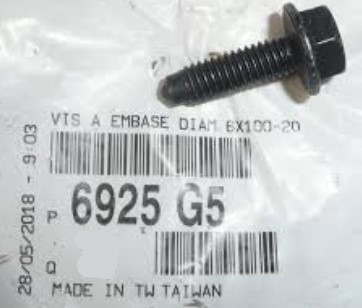 VIS A EMBASE DIAM 6X100-20
P 6925 G5
Q
MADE IN TW TAIWAN
28/05/2018 - 9:03